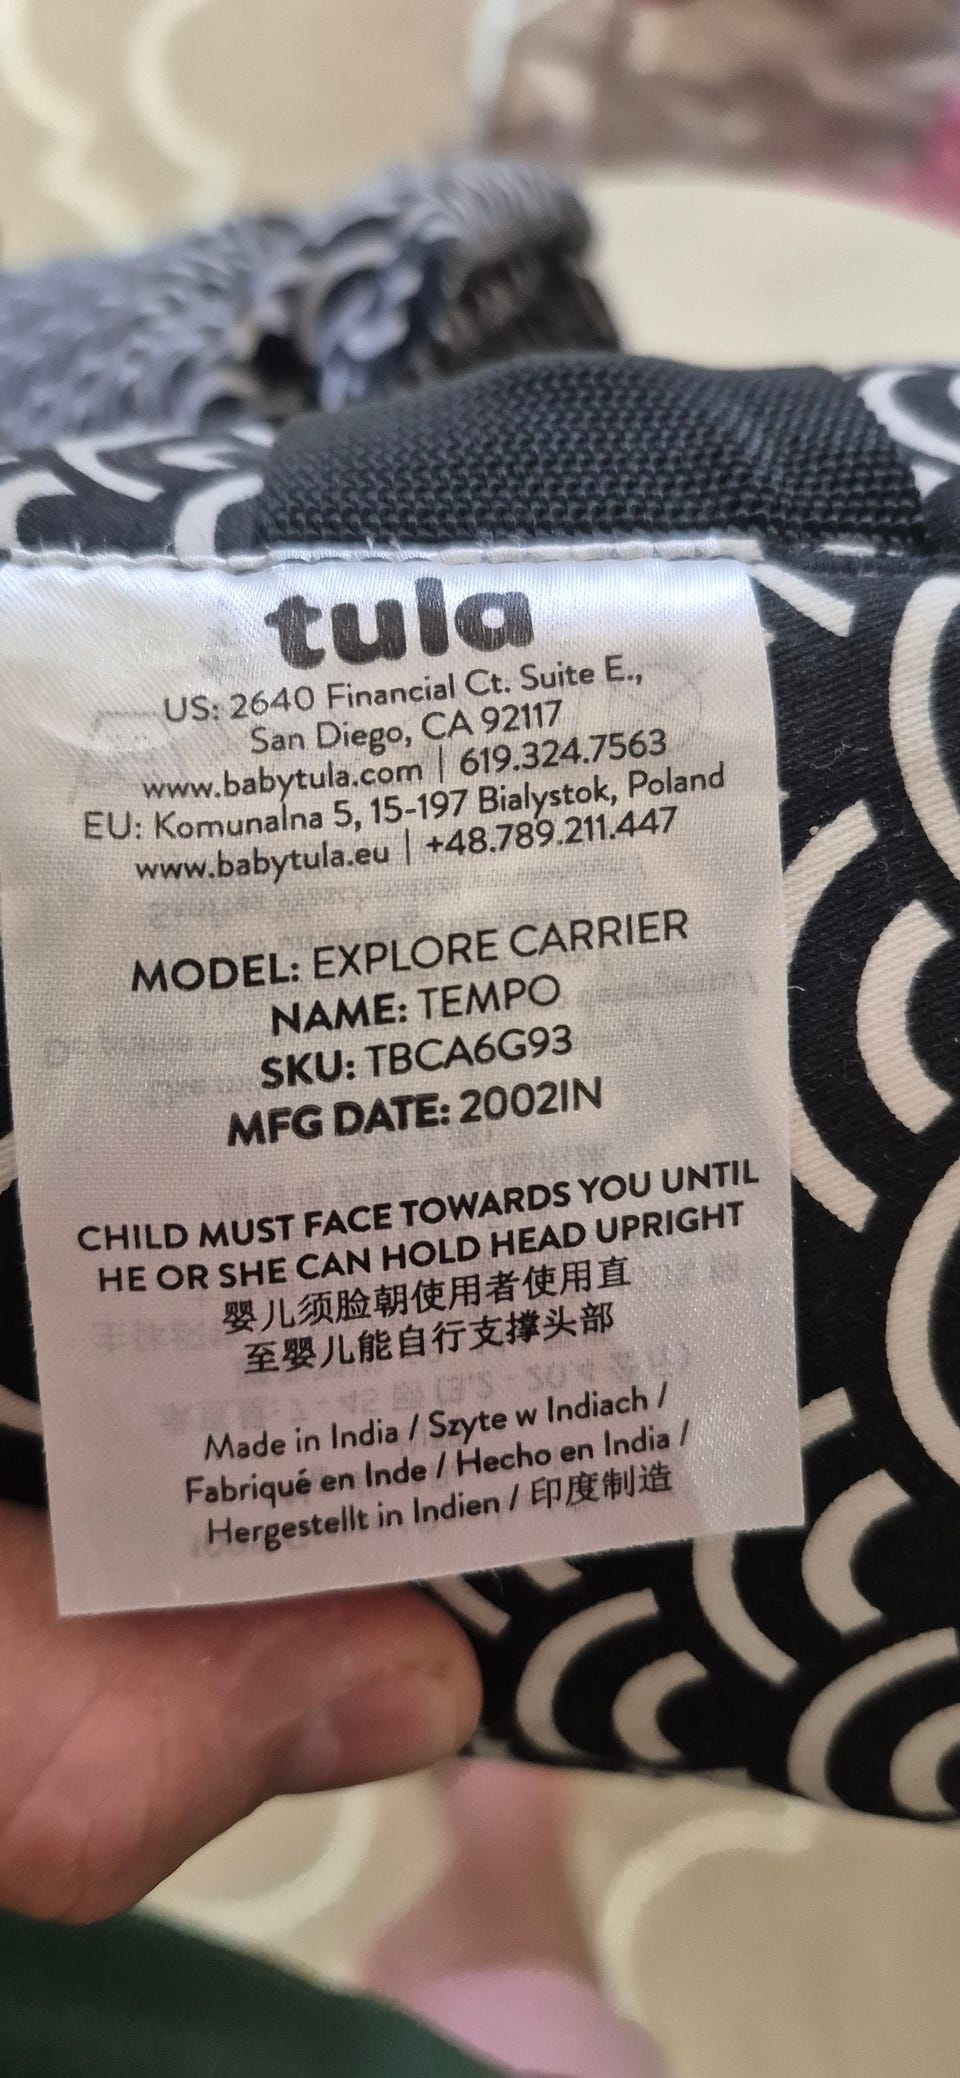 tula
US: 2640 Financial Ct. Suite E.,
San Diego, CA 92117
www.babytula.com | 619.324.7563
EU: Komunalna 5, 15-197 Bialystok, Poland
www.babytula.eu | +48.789.211.447
MODEL: EXPLORE CARRIER
NAME: TEMPO
SKU: TBCA6G93
MFG DATE: 2002IN
CHILD MUST FACE TOWARDS YOU UNTIL
HE OR SHE CAN HOLD HEAD UPRIGHT
婴儿须脸朝使用者使用直
至婴儿能自行支撑头部
Made in India / Szyte w Indiach /
Fabriqué en Inde / Hecho en India /
Hergestellt in Indien / 印度制造